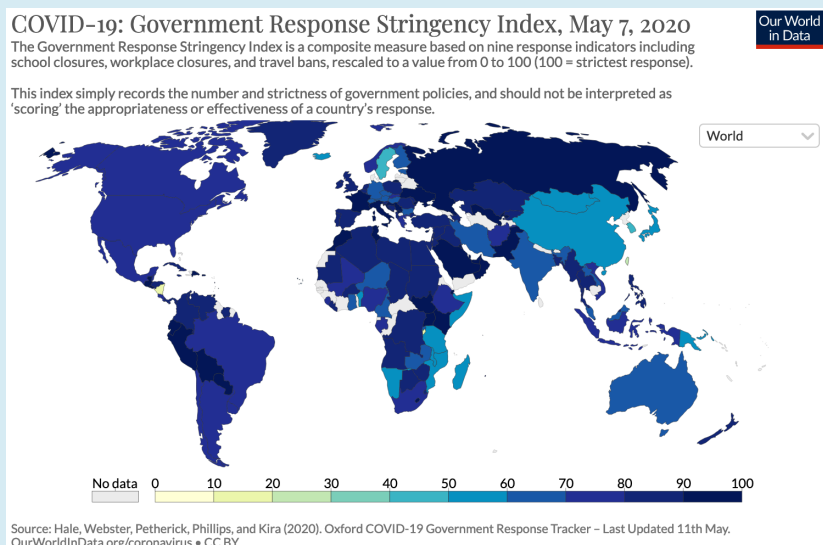 COVID-19: Government Response Stringency Index, May 7, 2020
Our World
in Data
The Government Response Stringency Index is a composite measure based on nine response indicators including
school closures, workplace closures, and travel bans, rescaled to a value from 0 to 100 (100 = strictest response).
This index simply records the number and strictness of government policies, and should not be interpreted as
‘scoring’ the appropriateness or effectiveness of a country’s response.
World
No data 0 10 20 30 40 50 60 70 80 90 100
Source: Hale, Webster, Petherick, Phillips, and Kira (2020). Oxford COVID-19 Government Response Tracker – Last Updated 11th May.
OurWorldInData.org/coronavirus • CC BY